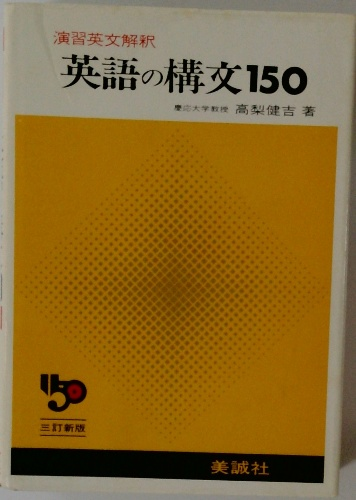 演習英文解釈
英語の構文150
慶応大学教授 高梨健吉 著
150
三訂新版
美誠社